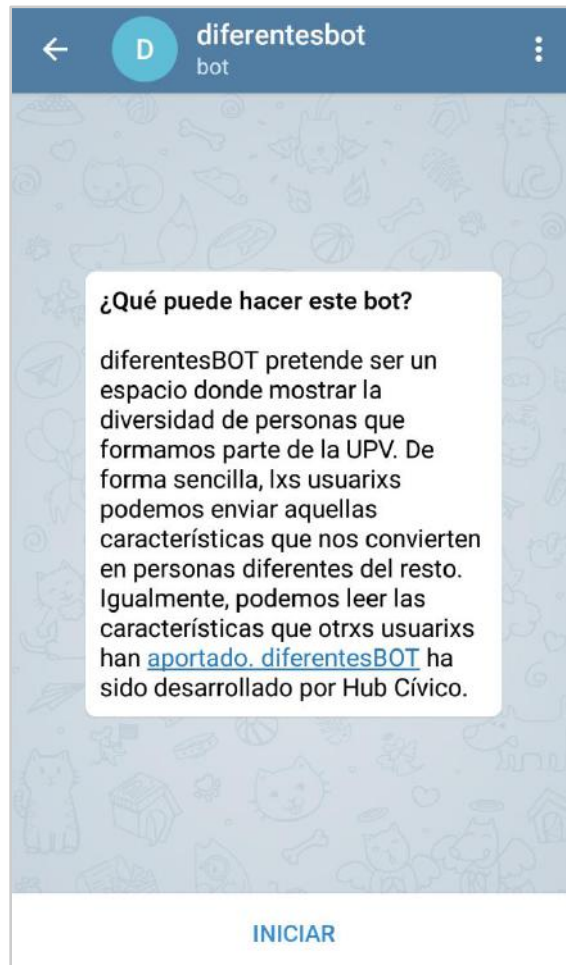 diferentesbot
D
bot
¿Qué puede hacer este bot?
diferentesBOT pretende ser un
espacio donde mostrar la
diversidad de personas que
formamos parte de la UPV. De
forma sencilla, lxs usuarixs
podemos enviar aquellas
características que nos convierten
en personas diferentes del resto.
Igualmente, podemos leer las
características que otrxs usuarixs
han aportado. diferentesBOT ha
sido desarrollado por Hub Cívico.
INICIAR